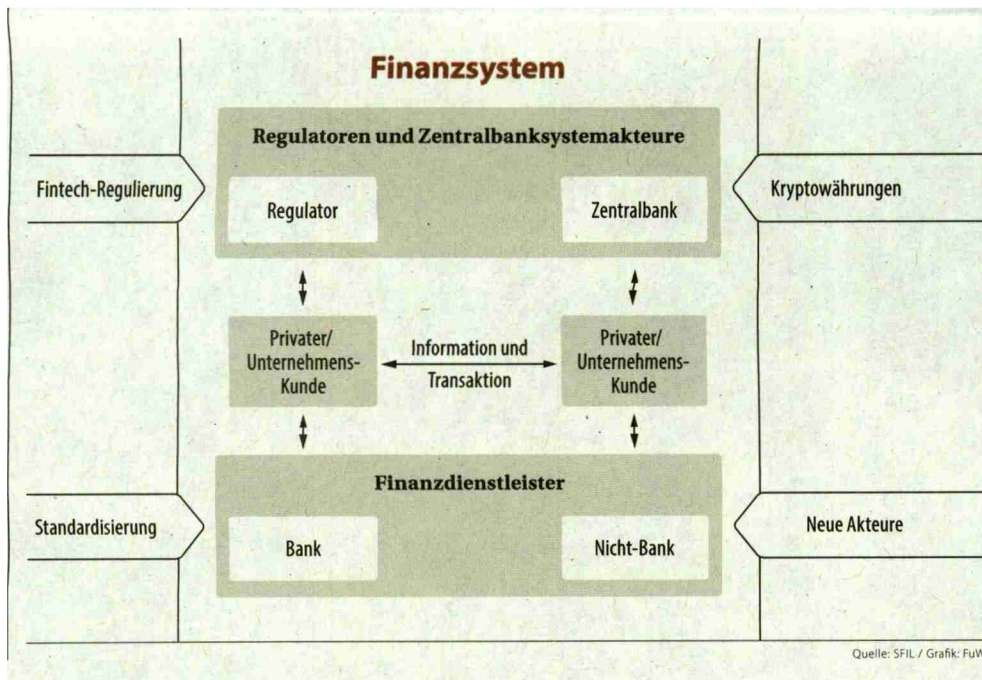 Finanzsystem
Regulatoren und Zentralbanksystemakteure
Fintech-Regulierung
Regulator
Zentralbank
Kryptowährungen
Privater/
Unternehmens-
Kunde
Information und
Transaktion
Privater/
Unternehmens-
Kunde
Finanzdienstleister
Standardisierung
Bank
Nicht-Bank
Neue Akteure
Quelle: SFIL / Grafik: FuW